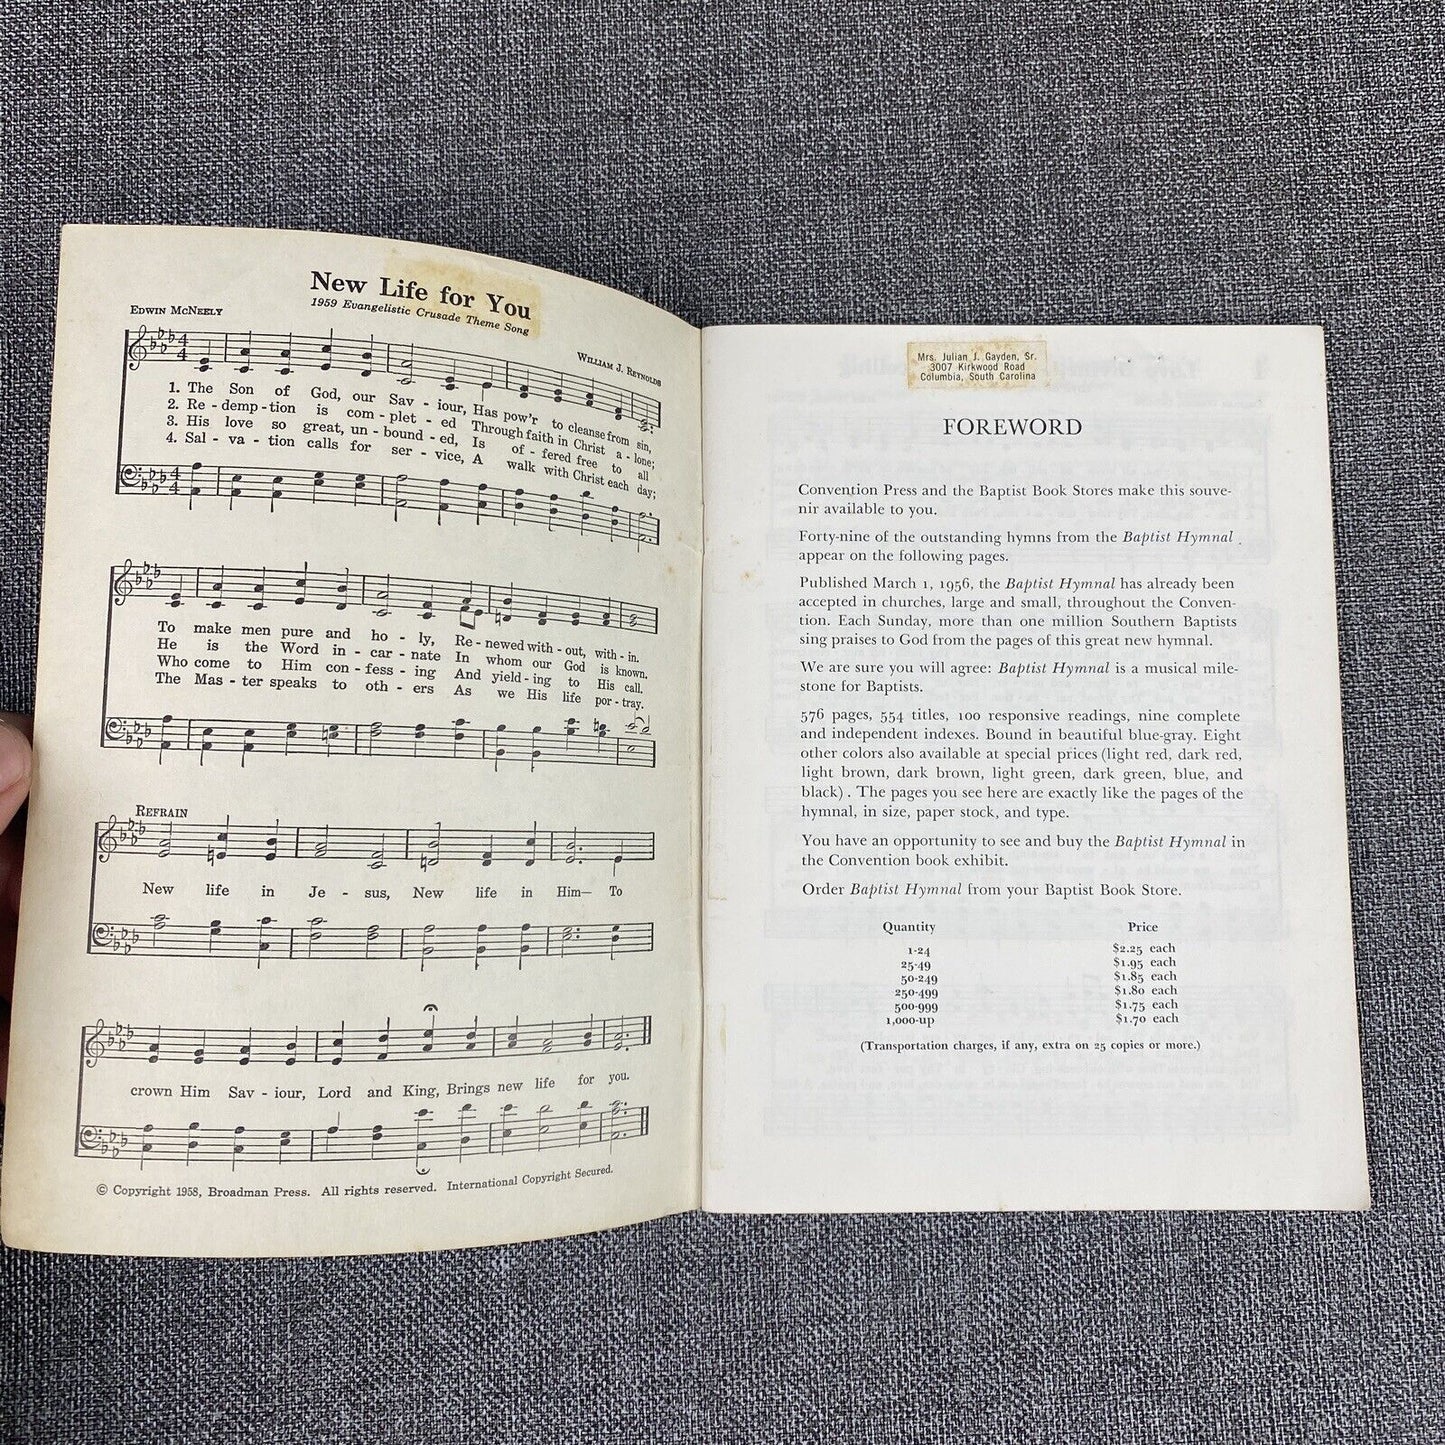 New Life for You
1959 Evangelistic Crusade Theme Song
EDWIN MCNEELY
WILLIAM J. REYNOLDS
1. The Son of God, our Sav - iour, Has pow'r to cleanse from sin,
2. Re - demp - tion is com - plet - ed Through faith in Christ a - lone;
3. His love so great, un - bound - ed, Is of - fered free to all
4. Sal - va - tion calls for ser - vice, A walk with Christ each day;
To make men pure and ho - ly, Re - newed with - out, with - in.
He is the Word in - car - nate In whom our God is known.
Who come to Him con - fess - ing And yield - ing to His call.
The Mas - ter speaks to oth - ers As we His life por - tray.
REFRAIN
New life in Je - sus, New life in Him— To
crown Him Sav - iour, Lord and King, Brings new life for you.
© Copyright 1958, Broadman Press. All rights reserved. International Copyright Secured.
Mrs. Julian J. Gayden, Sr.
3007 Kirkwood Road
Columbia, South Carolina
FOREWORD
Convention Press and the Baptist Book Stores make this souve-
nir available to you.
Forty-nine of the outstanding hymns from the Baptist Hymnal
appear on the following pages.
Published March 1, 1956, the Baptist Hymnal has already been
accepted in churches, large and small, throughout the Conven-
tion. Each Sunday, more than one million Southern Baptists
sing praises to God from the pages of this great new hymnal.
We are sure you will agree: Baptist Hymnal is a musical mile-
stone for Baptists.
576 pages, 554 titles, 100 responsive readings, nine complete
and independent indexes. Bound in beautiful blue-gray. Eight
other colors also available at special prices (light red, dark red,
light brown, dark brown, light green, dark green, blue, and
black). The pages you see here are exactly like the pages of the
hymnal, in size, paper stock, and type.
You have an opportunity to see and buy the Baptist Hymnal in
the Convention book exhibit.
Order Baptist Hymnal from your Baptist Book Store.
Quantity Price
1-24 $2.25 each
25-49 $1.95 each
50-249 $1.85 each
250-499 $1.80 each
500-999 $1.75 each
1,000-up $1.70 each
(Transportation charges, if any, extra on 25 copies or more.)